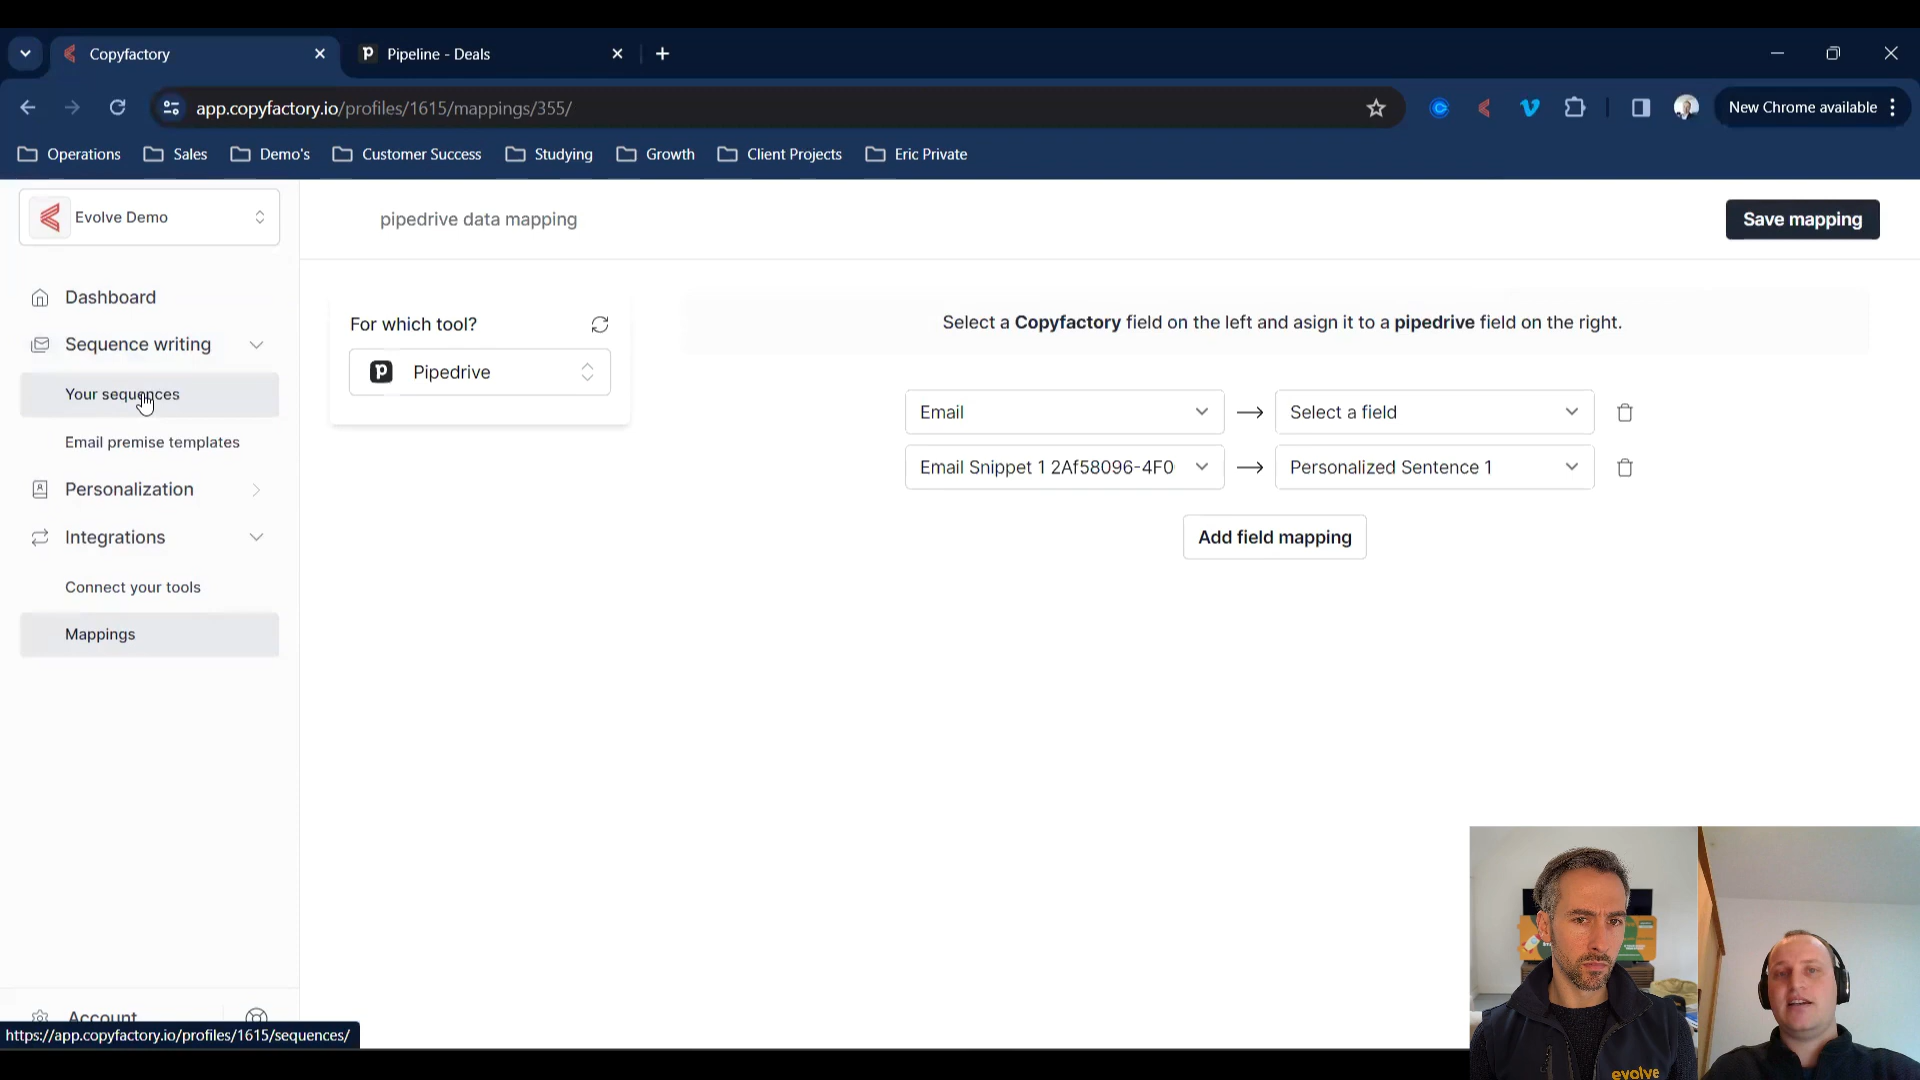 Copyfactory
Pipeline - Deals
app.copyfactory.io/profiles/1615/mappings/355/
New Chrome available
Operations
Sales
Demo's
Customer Success
Studying
Growth
Client Projects
Eric Private
Evolve Demo
pipedrive data mapping
Save mapping
Dashboard
Sequence writing
Your sequences
Email premise templates
Personalization
Integrations
Connect your tools
Mappings
Account
https://app.copyfactory.io/profiles/1615/sequences/
For which tool?
Pipedrive
Select a Copyfactory field on the left and asign it to a pipedrive field on the right.
Email
Select a field
Email Snippet 1 2Af58096-4F0
Personalized Sentence 1
Add field mapping
evolve